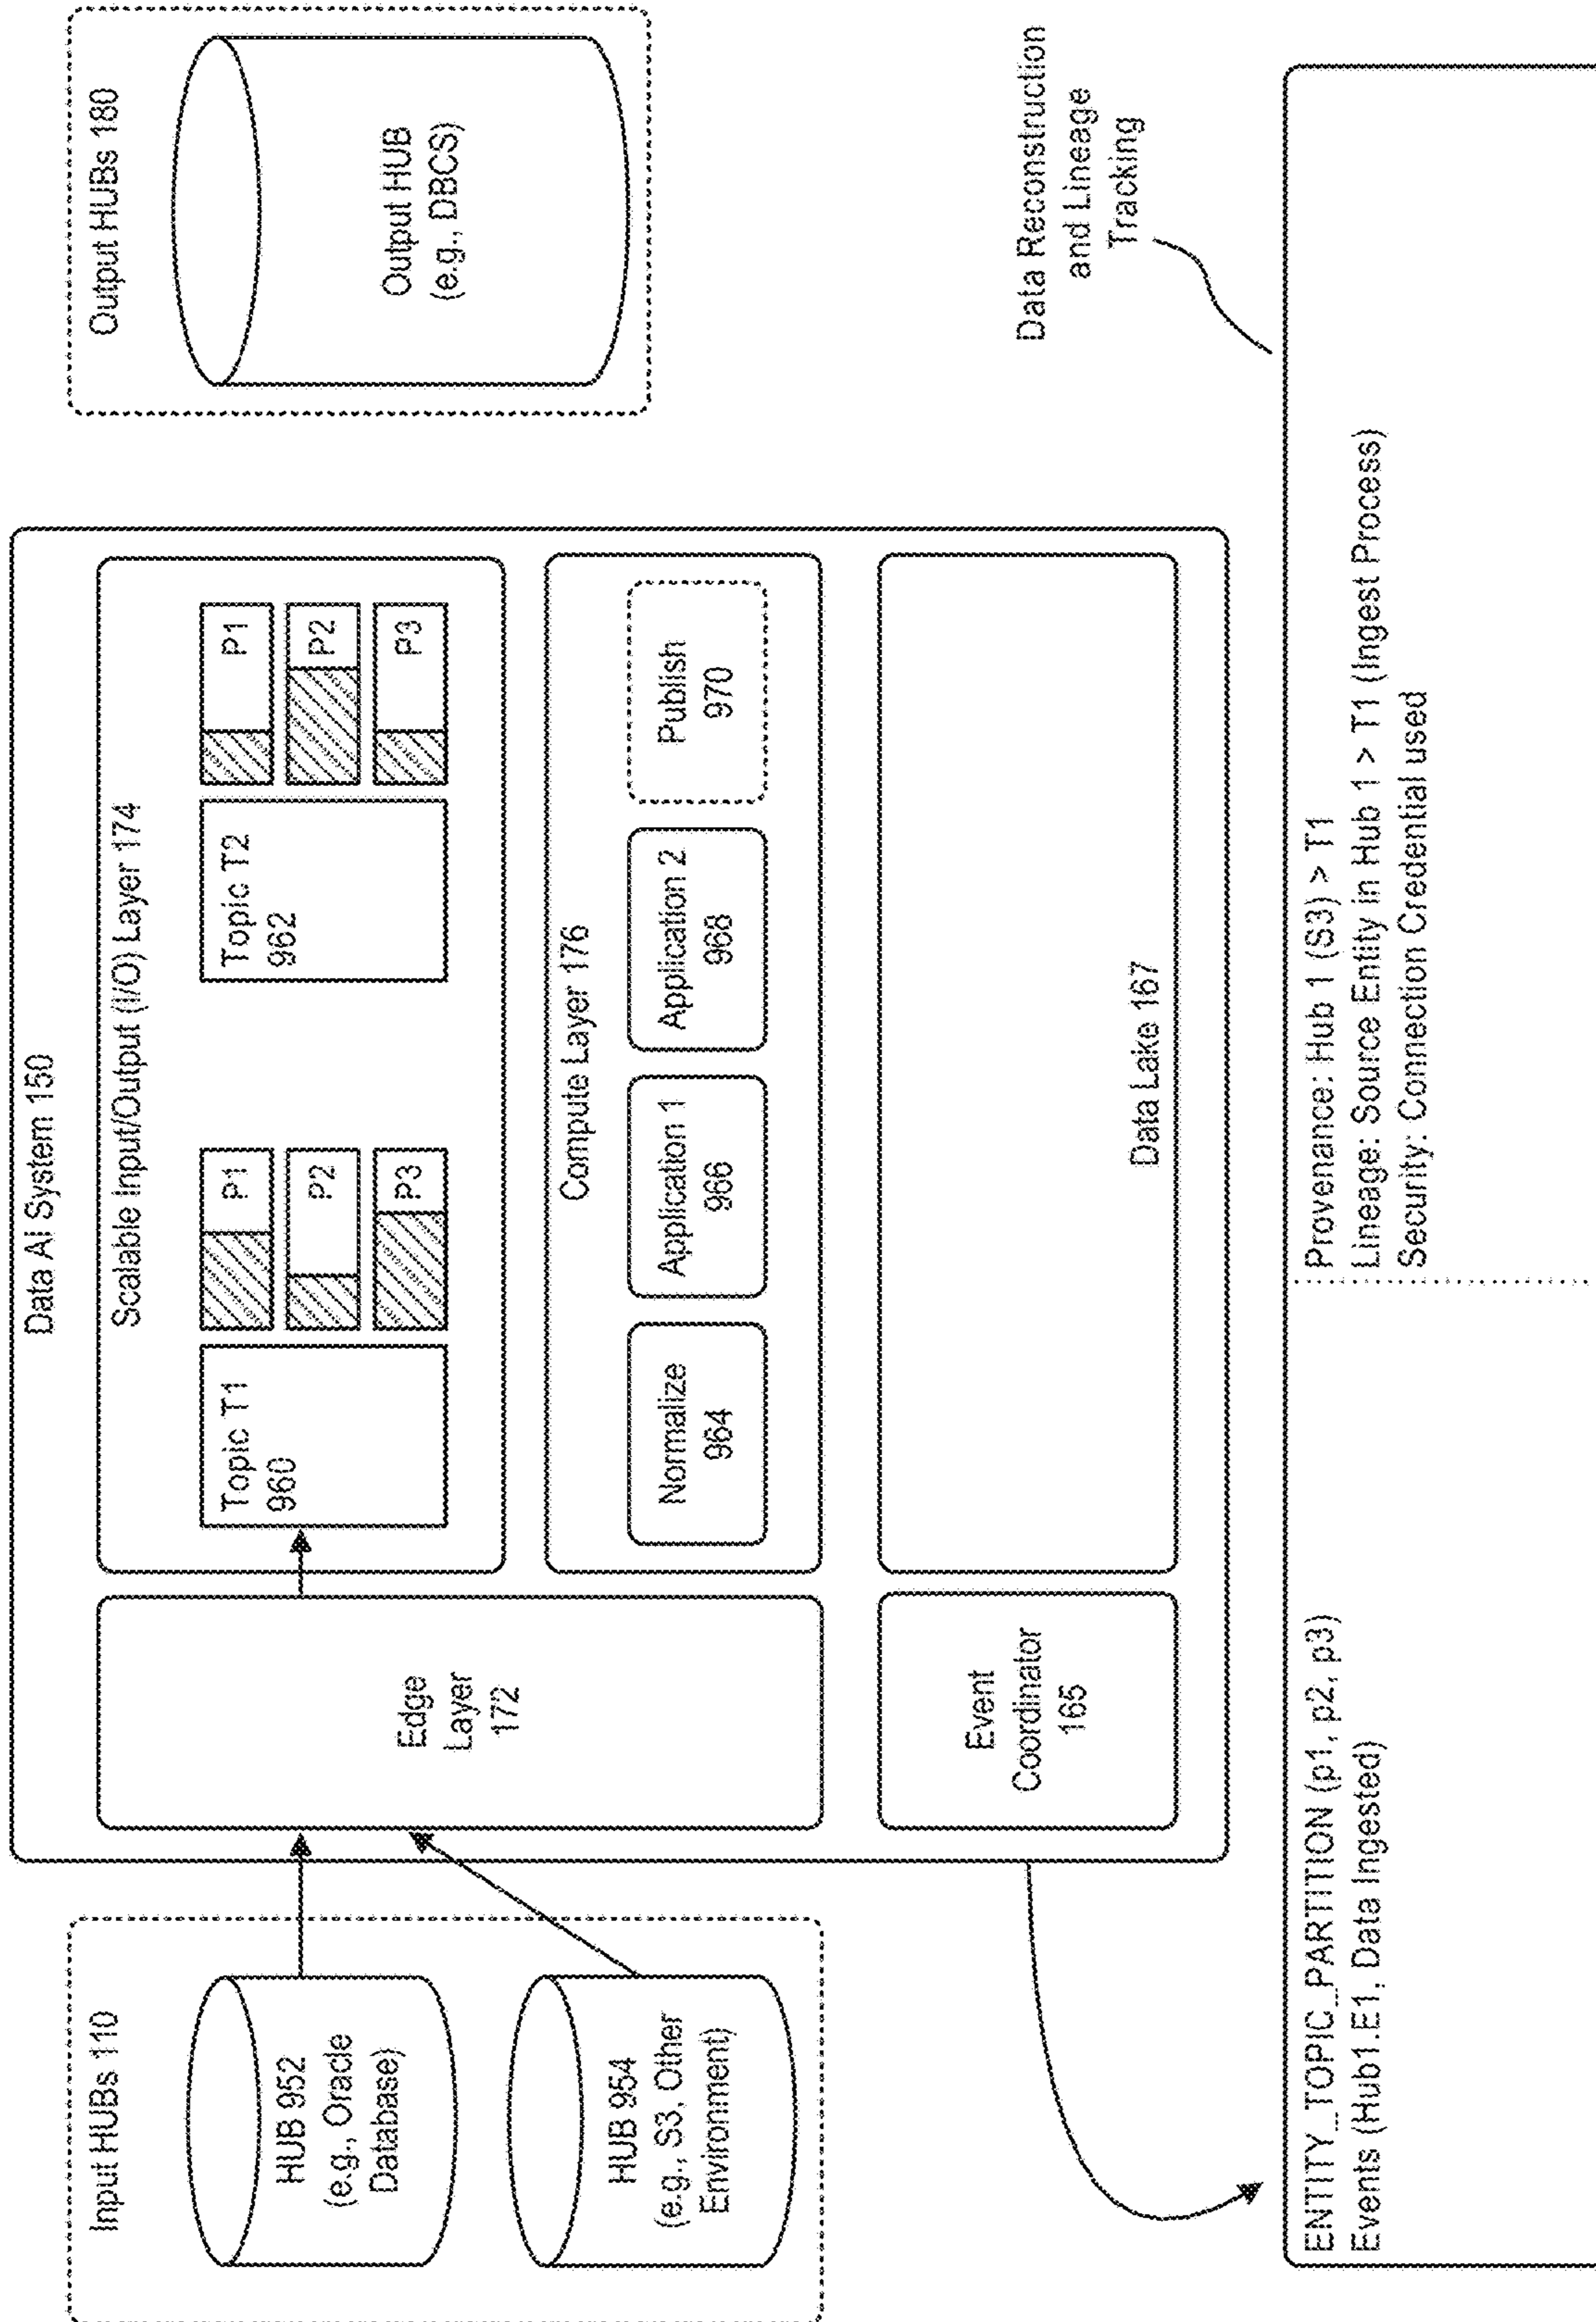 Data AI System 150
Input HUBs 110
HUB 952
(e.g., Oracle
Database)
HUB 954
(e.g., S3, Other
Environment)
Edge
Layer
172
Event
Coordinator
165
Scalable Input/Output (I/O) Layer 174
Topic T1
960
P1
P2
P3
Topic T2
962
P1
P2
P3
Compute Layer 176
Normalize
964
Application 1
966
Application 2
968
Publish
970
Data Lake 167
Output HUBs 180
Output HUB
(e.g., DBCS)
Data Reconstruction
and Lineage
Tracking
ENTITY_TOPIC_PARTITION (p1, p2, p3)
Events (Hub1.E1, Data Ingested)
Provenance: Hub 1 (S3) > T1
Lineage: Source Entity in Hub 1 > T1 (Ingest Process)
Security: Connection Credential used